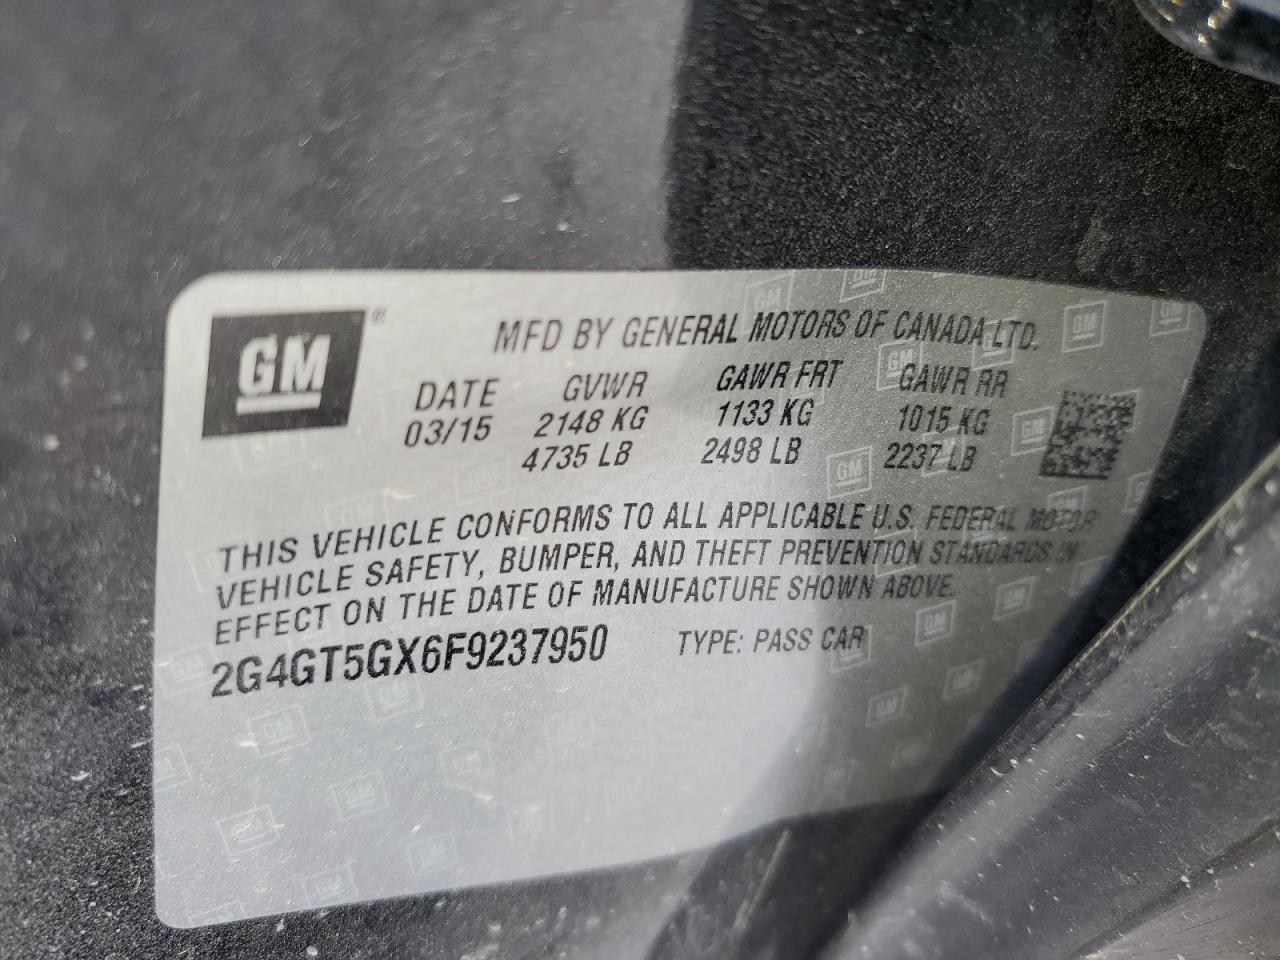 GM ®
MFD BY GENERAL MOTORS OF CANADA LTD.
DATE GVWR GAWR FRT GAWR RR
03/15 2148 KG 1133 KG 1015 KG
4735 LB 2498 LB 2237 LB
THIS VEHICLE CONFORMS TO ALL APPLICABLE U.S. FEDERAL MOTOR
VEHICLE SAFETY, BUMPER, AND THEFT PREVENTION STANDARDS IN
EFFECT ON THE DATE OF MANUFACTURE SHOWN ABOVE.
2G4GT5GX6F9237950 TYPE: PASS CAR